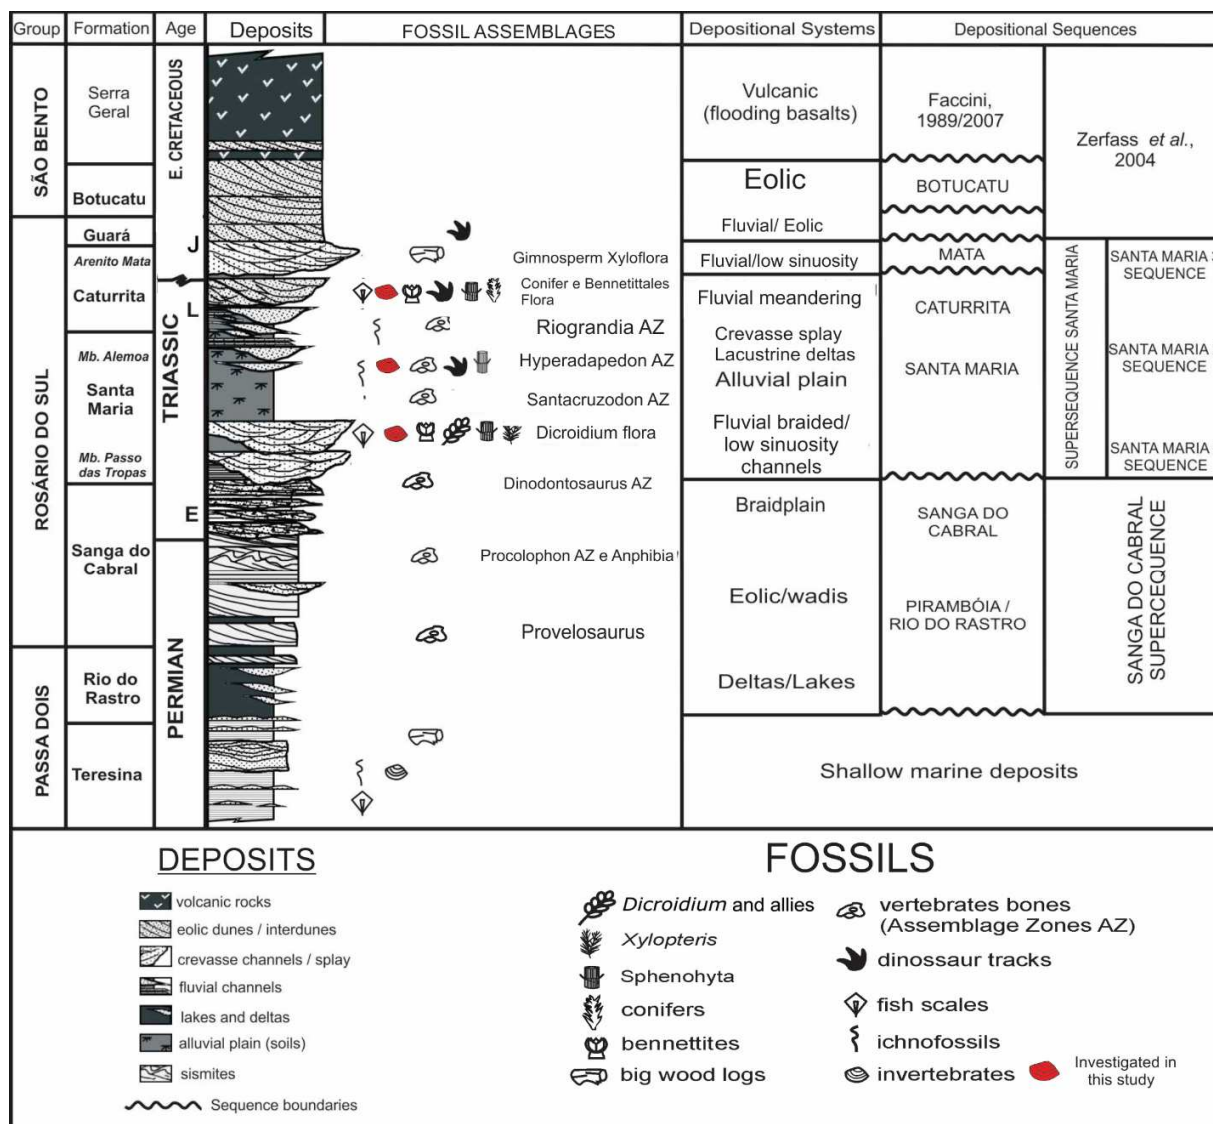 Group Formation Age Deposits FOSSIL ASSEMBLAGES Depositional Systems Depositional Sequences
SÃO BENTO
ROSÁRIO DO SUL
PASSA DOIS
Serra
Geral
Botucatu
Guará
Arenito Mata
Caturrita
Mb. Alemoa
Santa
Maria
Mb. Passo
das Tropas
Sanga do
Cabral
Rio do
Rastro
Teresina
E. CRETACEOUS
J
L
TRIASSIC
E
PERMIAN
Gimnosperm Xyloflora
Conifer e Bennetittales
Flora
Riograndia AZ
Hyperadapedon AZ
Santacruzodon AZ
Dicroidium flora
Dinodontosaurus AZ
Procolophon AZ e Anphibia
Provelosaurus
Vulcanic
(flooding basalts)
Eolic
Fluvial/ Eolic
Fluvial/low sinuosity
Fluvial meandering
Crevasse splay
Lacustrine deltas
Alluvial plain
Fluvial braided/
low sinuosity
channels
Braidplain
Eolic/wadis
Deltas/Lakes
Shallow marine deposits
Faccini,
1989/2007
BOTUCATU
MATA
CATURRITA
SANTA MARIA
SANGA DO
CABRAL
PIRAMBÓIA /
RIO DO RASTRO
Zerfass et al.,
2004
SUPERSEQUENCE SANTA MARIA
SANTA MARIA
SEQUENCE
SANTA MARIA
SEQUENCE
SANTA MARIA
SEQUENCE
SANGA DO CABRAL
SUPERCEQUENCE
DEPOSITS
volcanic rocks
eolic dunes / interdunes
crevasse channels / splay
fluvial channels
lakes and deltas
alluvial plain (soils)
sismites
Sequence boundaries
FOSSILS
Dicroidium and allies
Xylopteris
Sphenohyta
conifers
bennettites
big wood logs
vertebrates bones
(Assemblage Zones AZ)
dinossaur tracks
fish scales
ichnofossils
invertebrates
Investigated in
this study